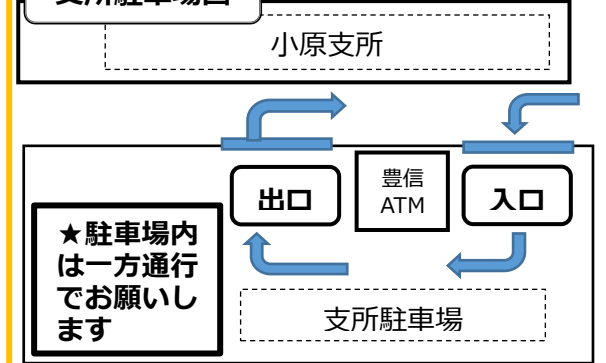 支所駐車場図
小原支所
出口
豊信
ATM
入口
★駐車場内
は一方通行
でお願いし
ます
支所駐車場